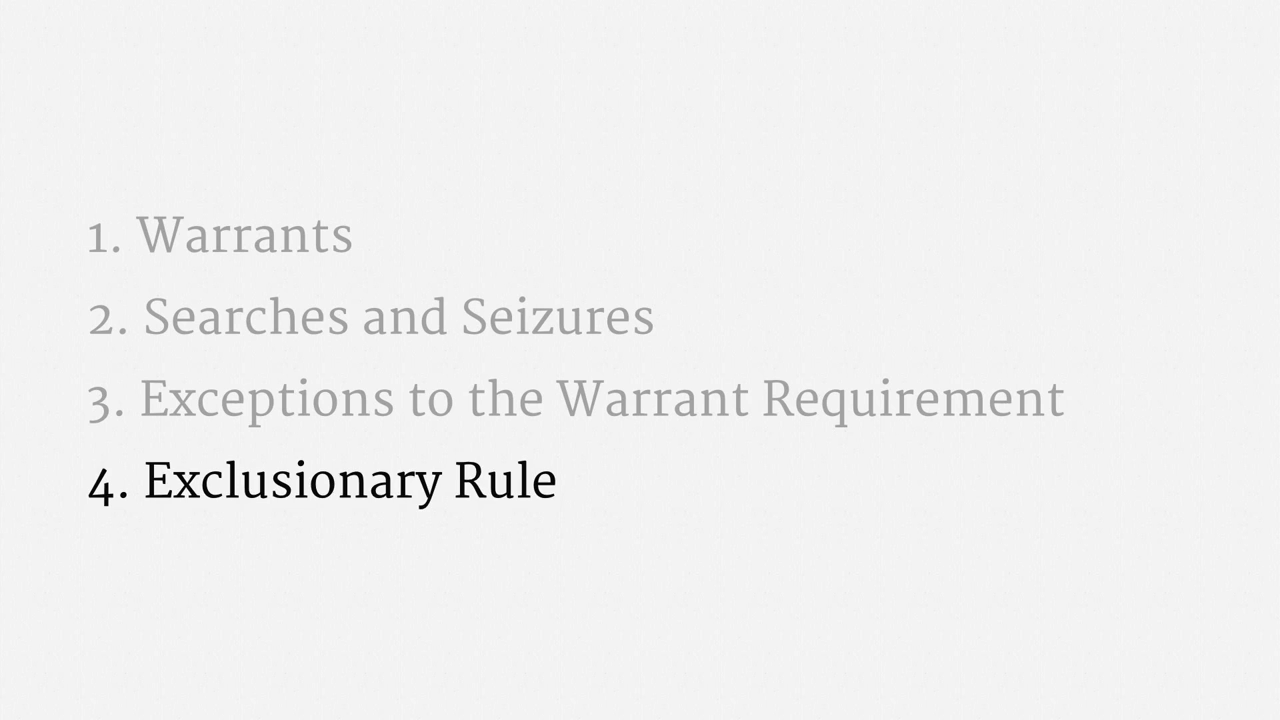 1. Warrants
2. Searches and Seizures
3. Exceptions to the Warrant Requirement
4. Exclusionary Rule